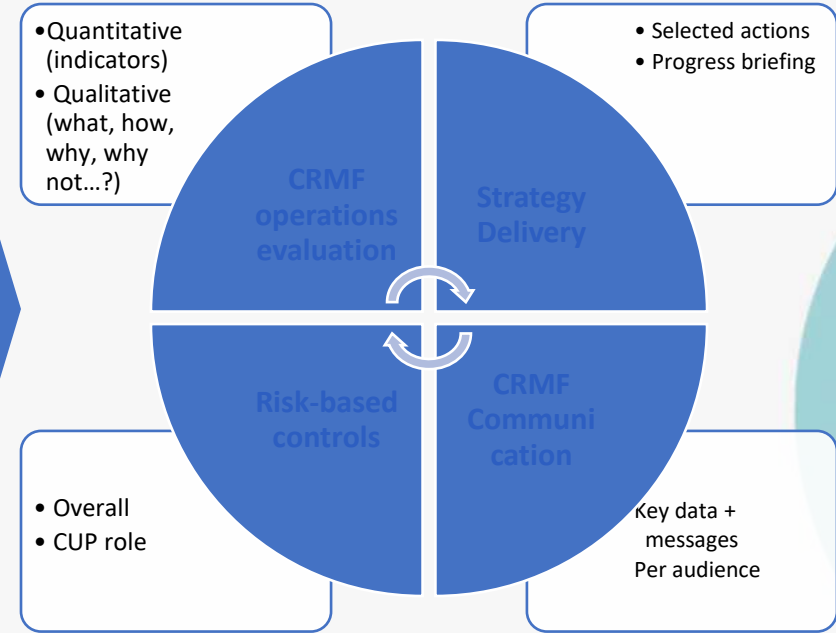 •Quantitative
(indicators)
• Qualitative
(what, how,
why, why
not…?)
• Selected actions
• Progress briefing
CRMF
operations
evaluation
Strategy
Delivery
Risk-based
controls
CRMF
Communi
cation
• Overall
• CUP role
Key data +
messages
Per audience